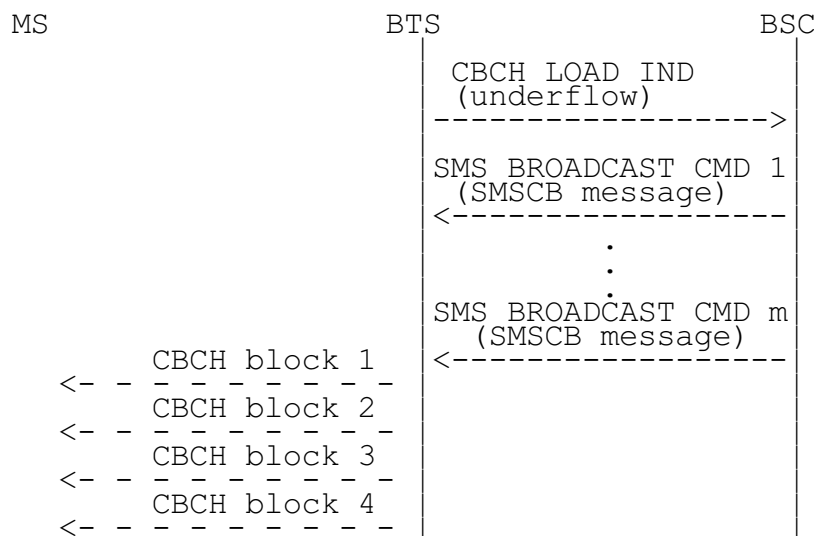 MS BTS BSC
CBCH LOAD IND
(underflow)
------------------->
SMS BROADCAST CMD 1
(SMSCB message)
<-------------------
.
.
.
SMS BROADCAST CMD m
(SMSCB message)
<-------------------
CBCH block 1
<- - - - - - - - -
CBCH block 2
<- - - - - - - - -
CBCH block 3
<- - - - - - - - -
CBCH block 4
<- - - - - - - - -